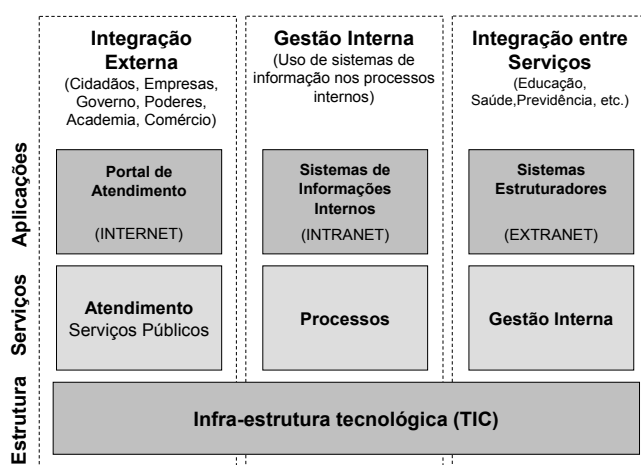 Integração
Externa
(Cidadãos, Empresas,
Governo, Poderes,
Academia, Comércio)
Gestão Interna
(Uso de sistemas de
informação nos processos
internos)
Integração entre
Serviços
(Educação,
Saúde,Previdência, etc.)
Aplicações
Portal de
Atendimento
(INTERNET)
Sistemas de
Informações
Internos
(INTRANET)
Sistemas
Estruturadores
(EXTRANET)
Serviços
Atendimento
Serviços Públicos
Processos
Gestão Interna
Estrutura
Infra-estrutura tecnológica (TIC)